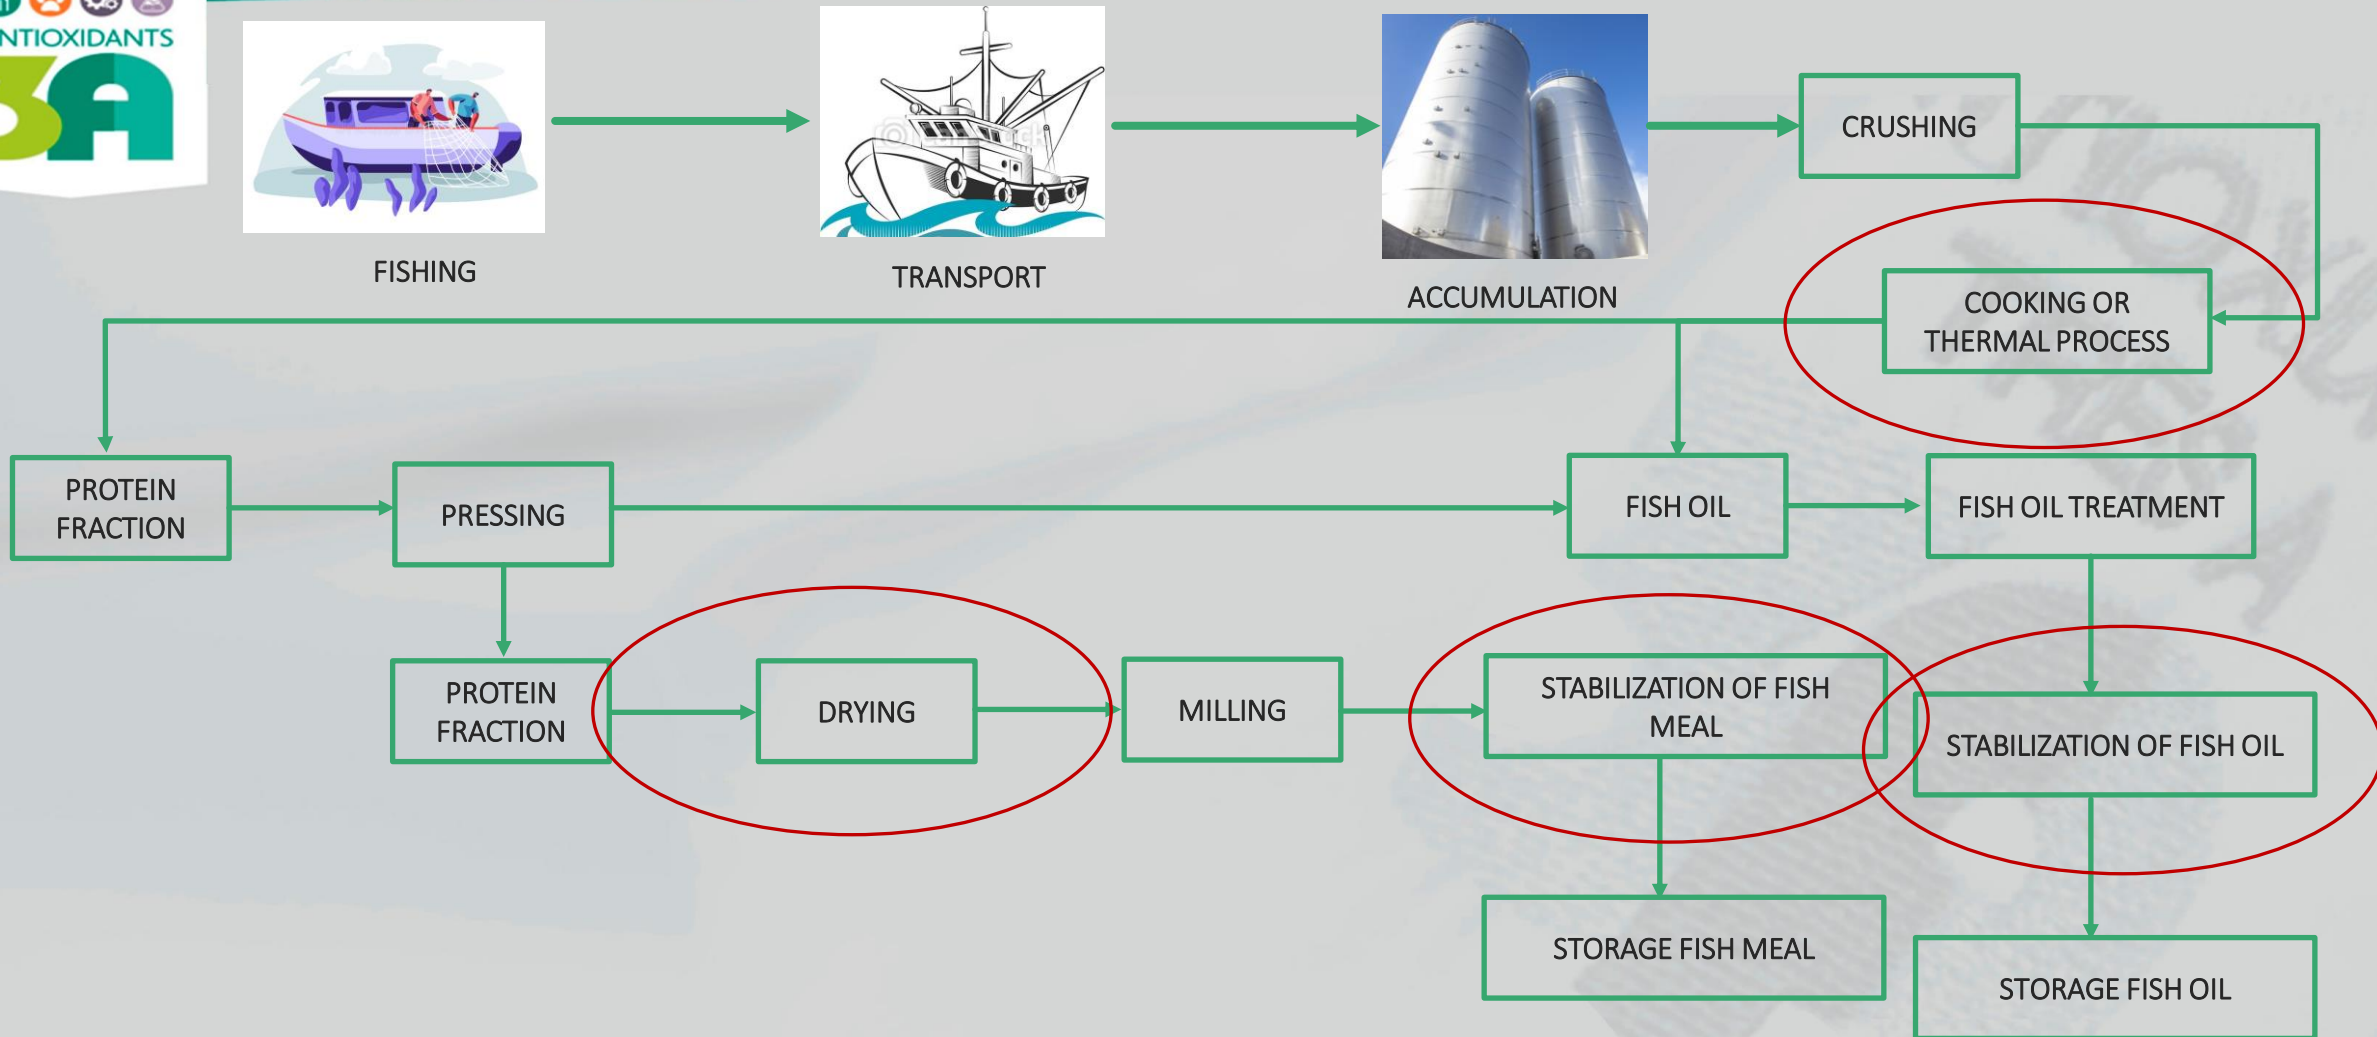 NTIOXIDANTS
3A
FISHING
TRANSPORT
ACCUMULATION
CRUSHING
COOKING OR
THERMAL PROCESS
PROTEIN
FRACTION
PRESSING
FISH OIL
FISH OIL TREATMENT
PROTEIN
FRACTION
DRYING
MILLING
STABILIZATION OF FISH
MEAL
STABILIZATION OF FISH OIL
STORAGE FISH MEAL
STORAGE FISH OIL